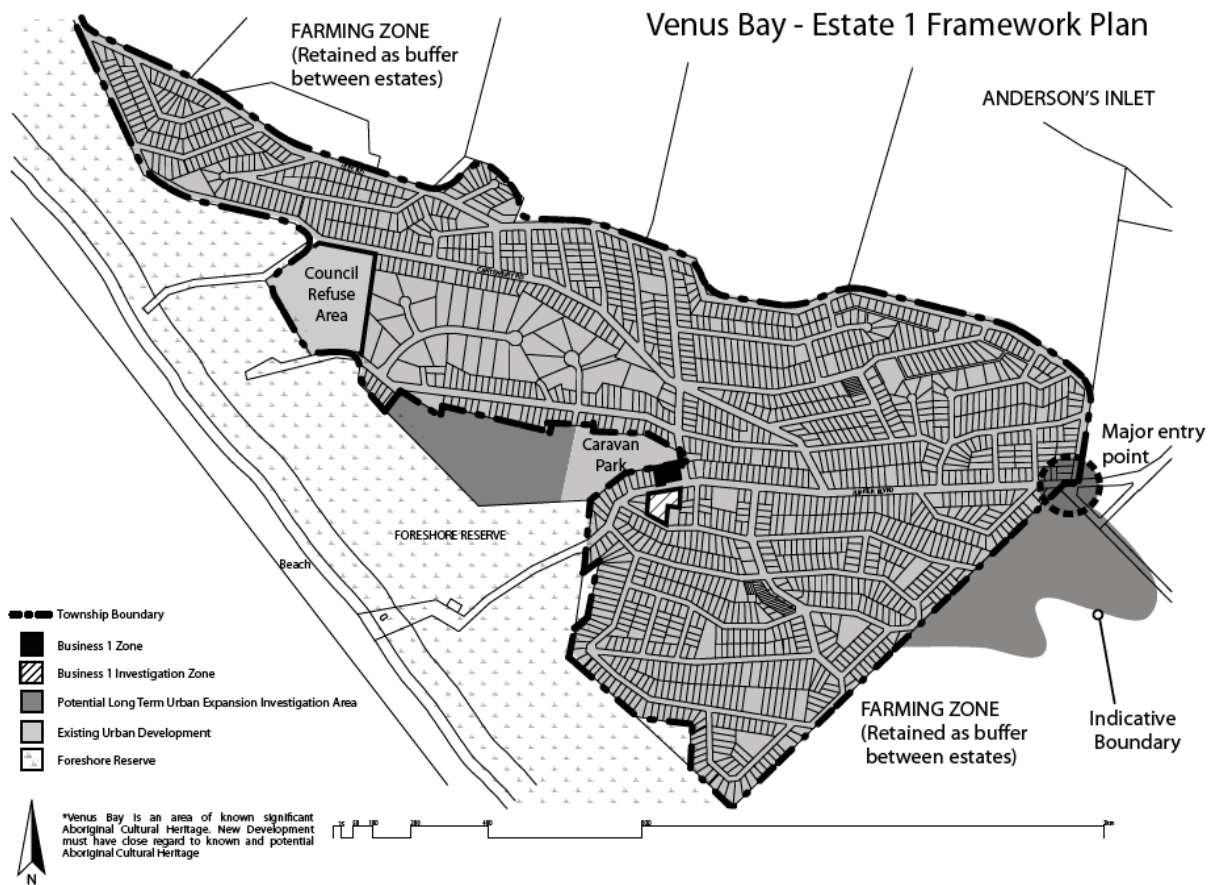 Venus Bay - Estate 1 Framework Plan
FARMING ZONE
(Retained as buffer
between estates)
ANDERSON'S INLET
Council
Refuse
Area
Caravan
Park
Major entry
point
FORESHORE RESERVE
Beach
Township Boundary
Business 1 Zone
Business 1 Investigation Zone
Potential Long Term Urban Expansion Investigation Area
Existing Urban Development
Foreshore Reserve
FARMING ZONE
(Retained as buffer
between estates)
Indicative
Boundary
*Venus Bay is an area of known significant
Aboriginal Cultural Heritage. New Development
must have close regard to known and potential
Aboriginal Cultural Heritage
N